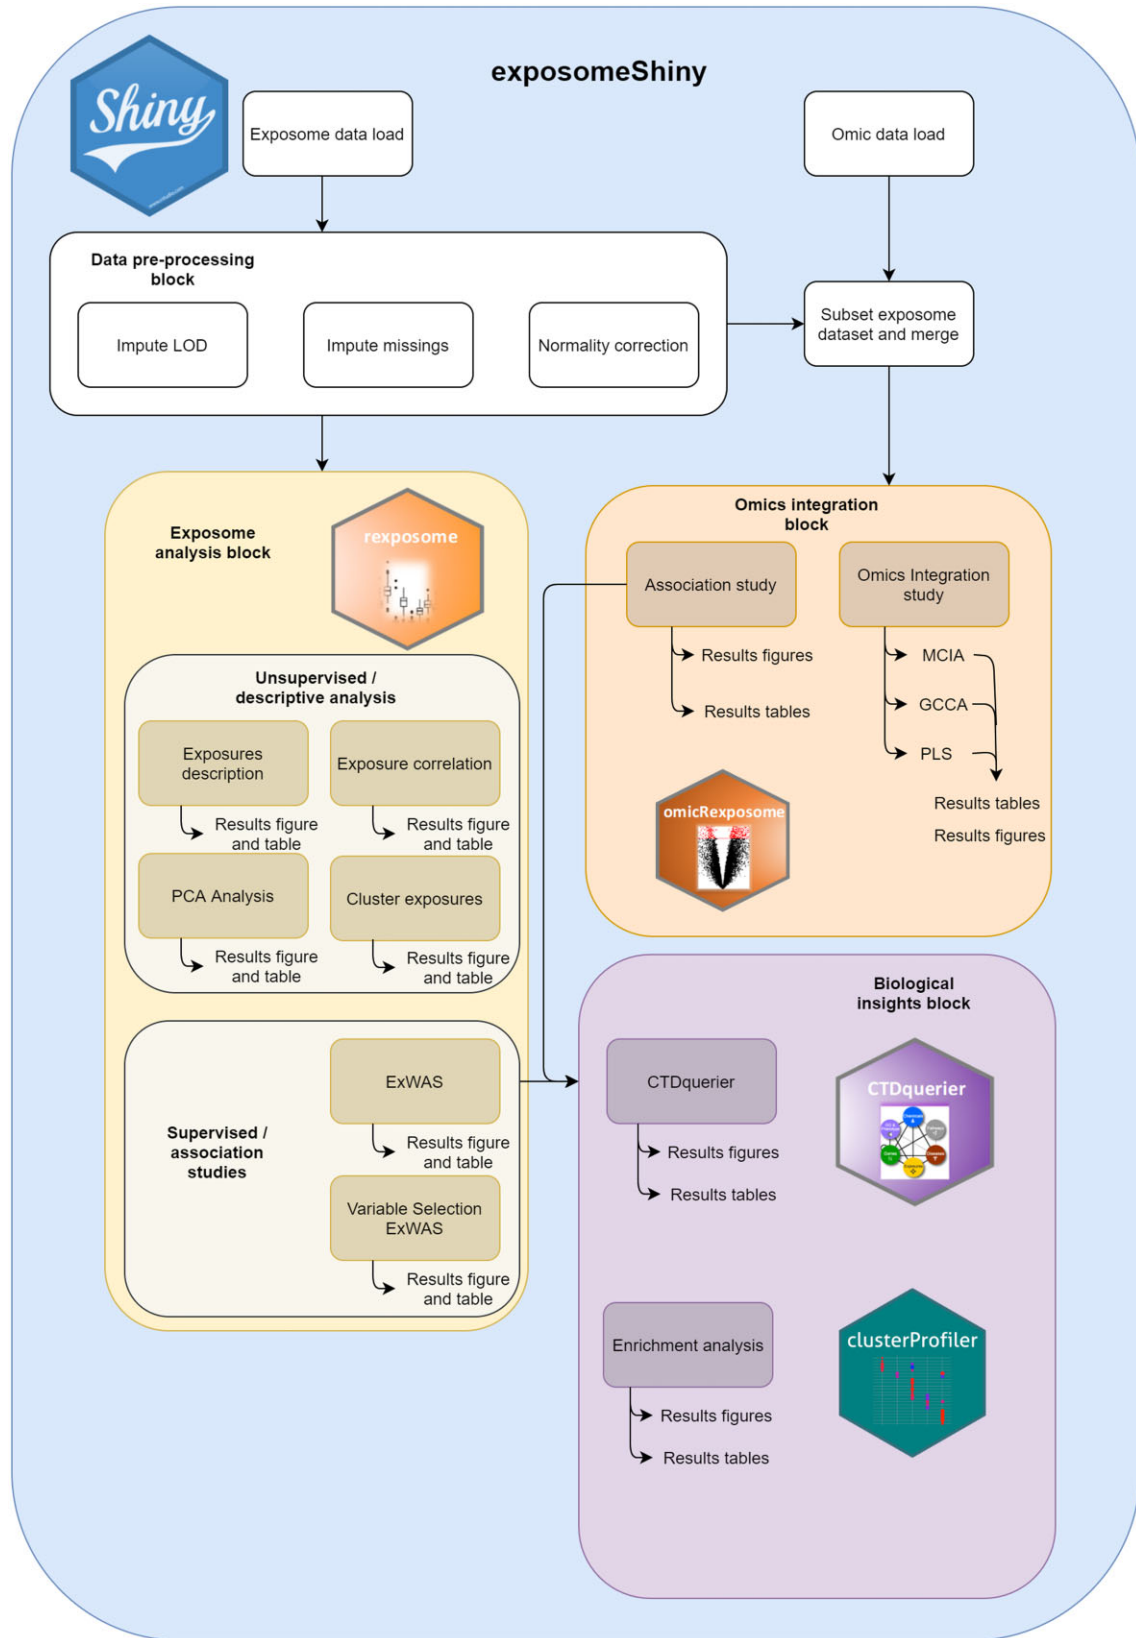 exposomeShiny
Shiny
Exposome data load
Omic data load
Data pre-processing
block
Impute LOD
Impute missings
Normality correction
Subset exposome
dataset and merge
Exposome
analysis block
rexposome
Unsupervised /
descriptive analysis
Exposures
description
Results figure
and table
Exposure correlation
Results figure
and table
PCA Analysis
Results figure
and table
Cluster exposures
Results figure
and table
Supervised /
association
studies
ExWAS
Results figure
and table
Variable Selection
ExWAS
Results figure
and table
Omics integration
block
Association study
Results figures
Results tables
Omics Integration
study
MCIA
GCCA
PLS
Results tables
Results figures
omicRexposome
Biological
insights block
CTDquerier
Results figures
Results tables
CTDquerier
Enrichment analysis
Results figures
Results tables
clusterProfiler